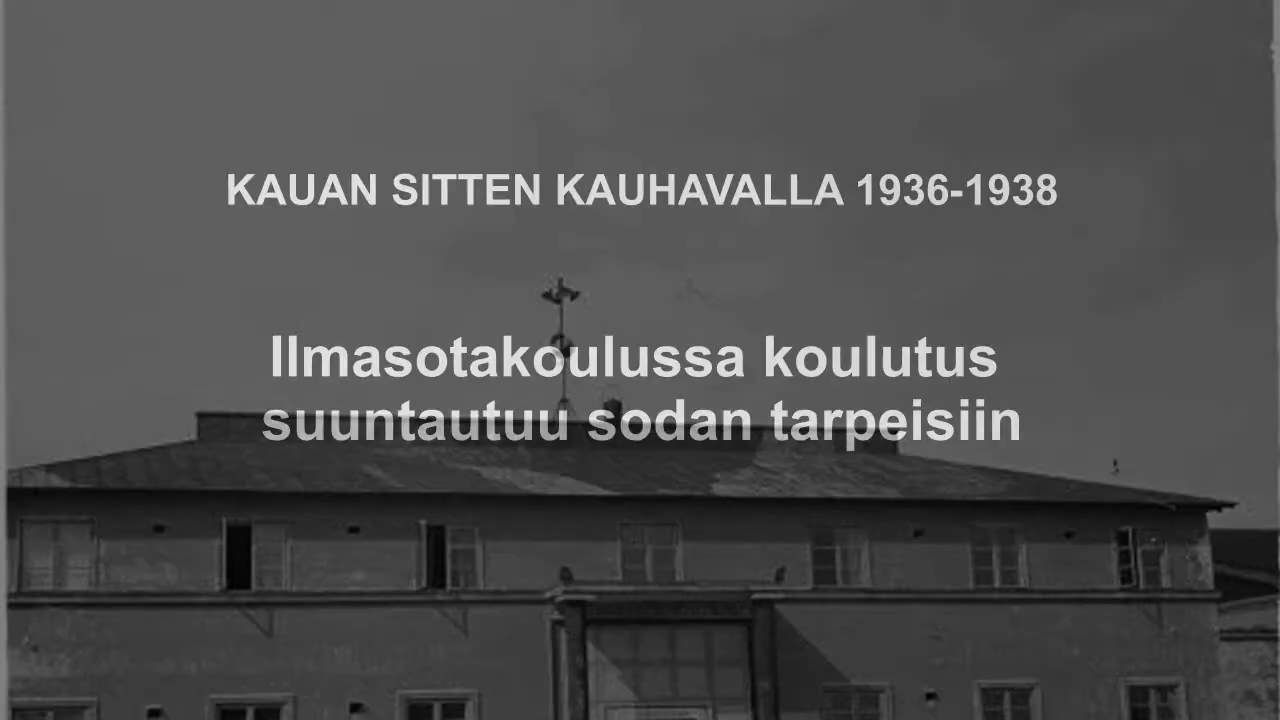 KAUAN SITTEN KAUHAVALLA 1936-1938
Ilmasotakoulussa koulutus
suuntautuu sodan tarpeisiin